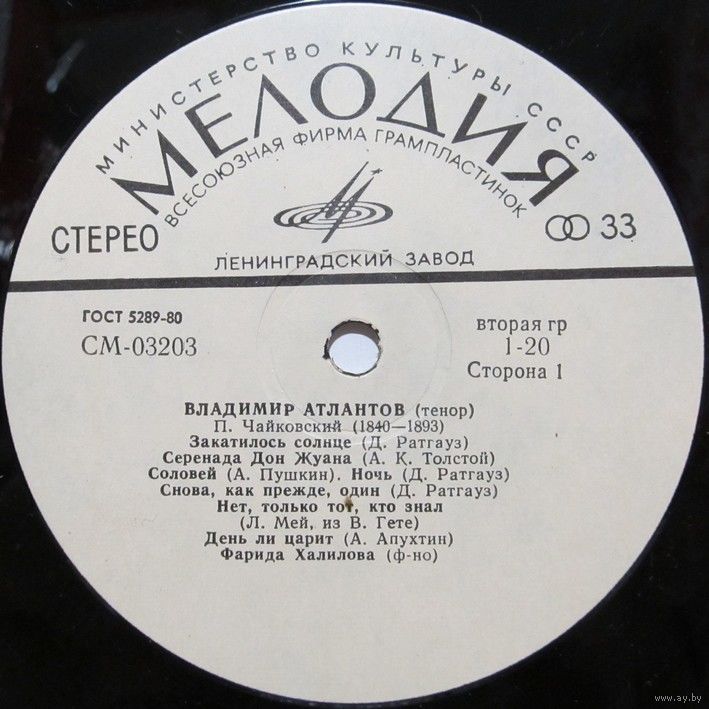 МИНИСТЕРСТВО КУЛЬТУРЫ СССР
МЕЛОДИЯ
ВСЕСОЮЗНАЯ ФИРМА ГРАМПЛАСТИНОК
СТЕРЕО
33
ЛЕНИНГРАДСКИЙ ЗАВОД
ГОСТ 5289-80
СМ-03203
вторая гр
1-20
Сторона 1
ВЛАДИМИР АТЛАНТОВ (тенор)
П. Чайковский (1840—1893)
Закатилось солнце (Д. Ратгауз)
Серенада Дон Жуана (А. К. Толстой)
Соловей (А. Пушкин). Ночь (Д. Ратгауз)
Снова, как прежде, один (Д. Ратгауз)
Нет, только тот, кто знал
(Л. Мей, из В. Гете)
День ли царит (А. Апухтин)
Фарида Халилова (ф-но)
www.ay.by